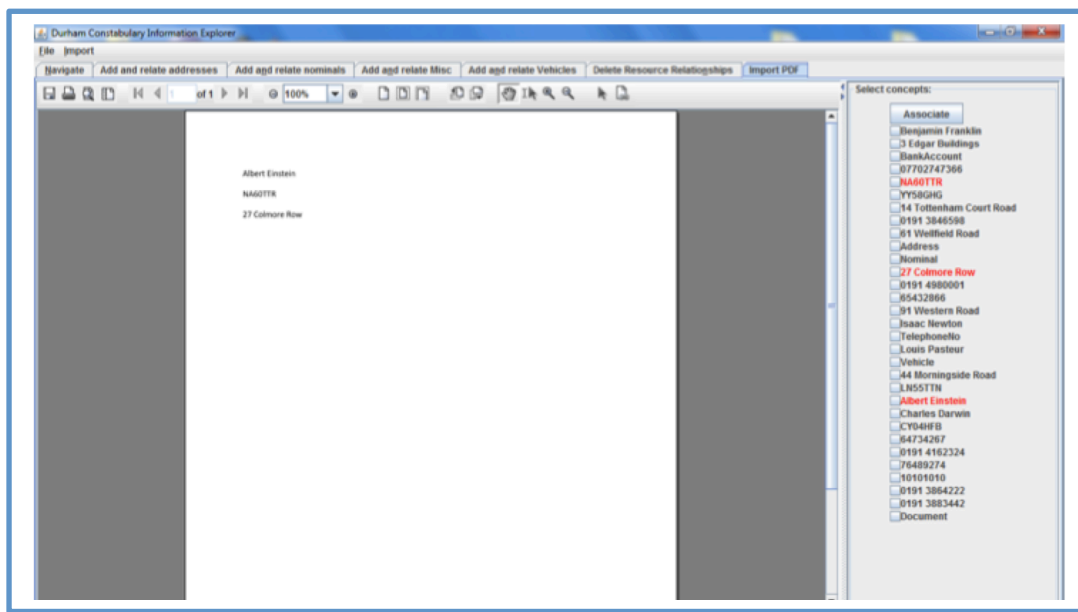 Durham Constabulary Information Explorer
File Import
Navigate Add and relate addresses Add and relate nominals Add and relate Misc Add and relate Vehicles Delete Resource Relationships Import PDF
1 of 1 100%
Albert Einstein
NA60TTR
27 Colmore Row
Select concepts:
Associate
Benjamin Franklin
3 Edgar Buildings
BankAccount
07702747366
NA60TTR
YY58GHG
14 Tottenham Court Road
0191 3846598
61 Wellfield Road
Address
Nominal
27 Colmore Row
0191 4980001
65432866
91 Western Road
Isaac Newton
TelephoneNo
Louis Pasteur
Vehicle
44 Morningside Road
LN55TTN
Albert Einstein
Charles Darwin
CY04HFB
64734267
0191 4162324
76489274
10101010
0191 3864222
0191 3883442
Document